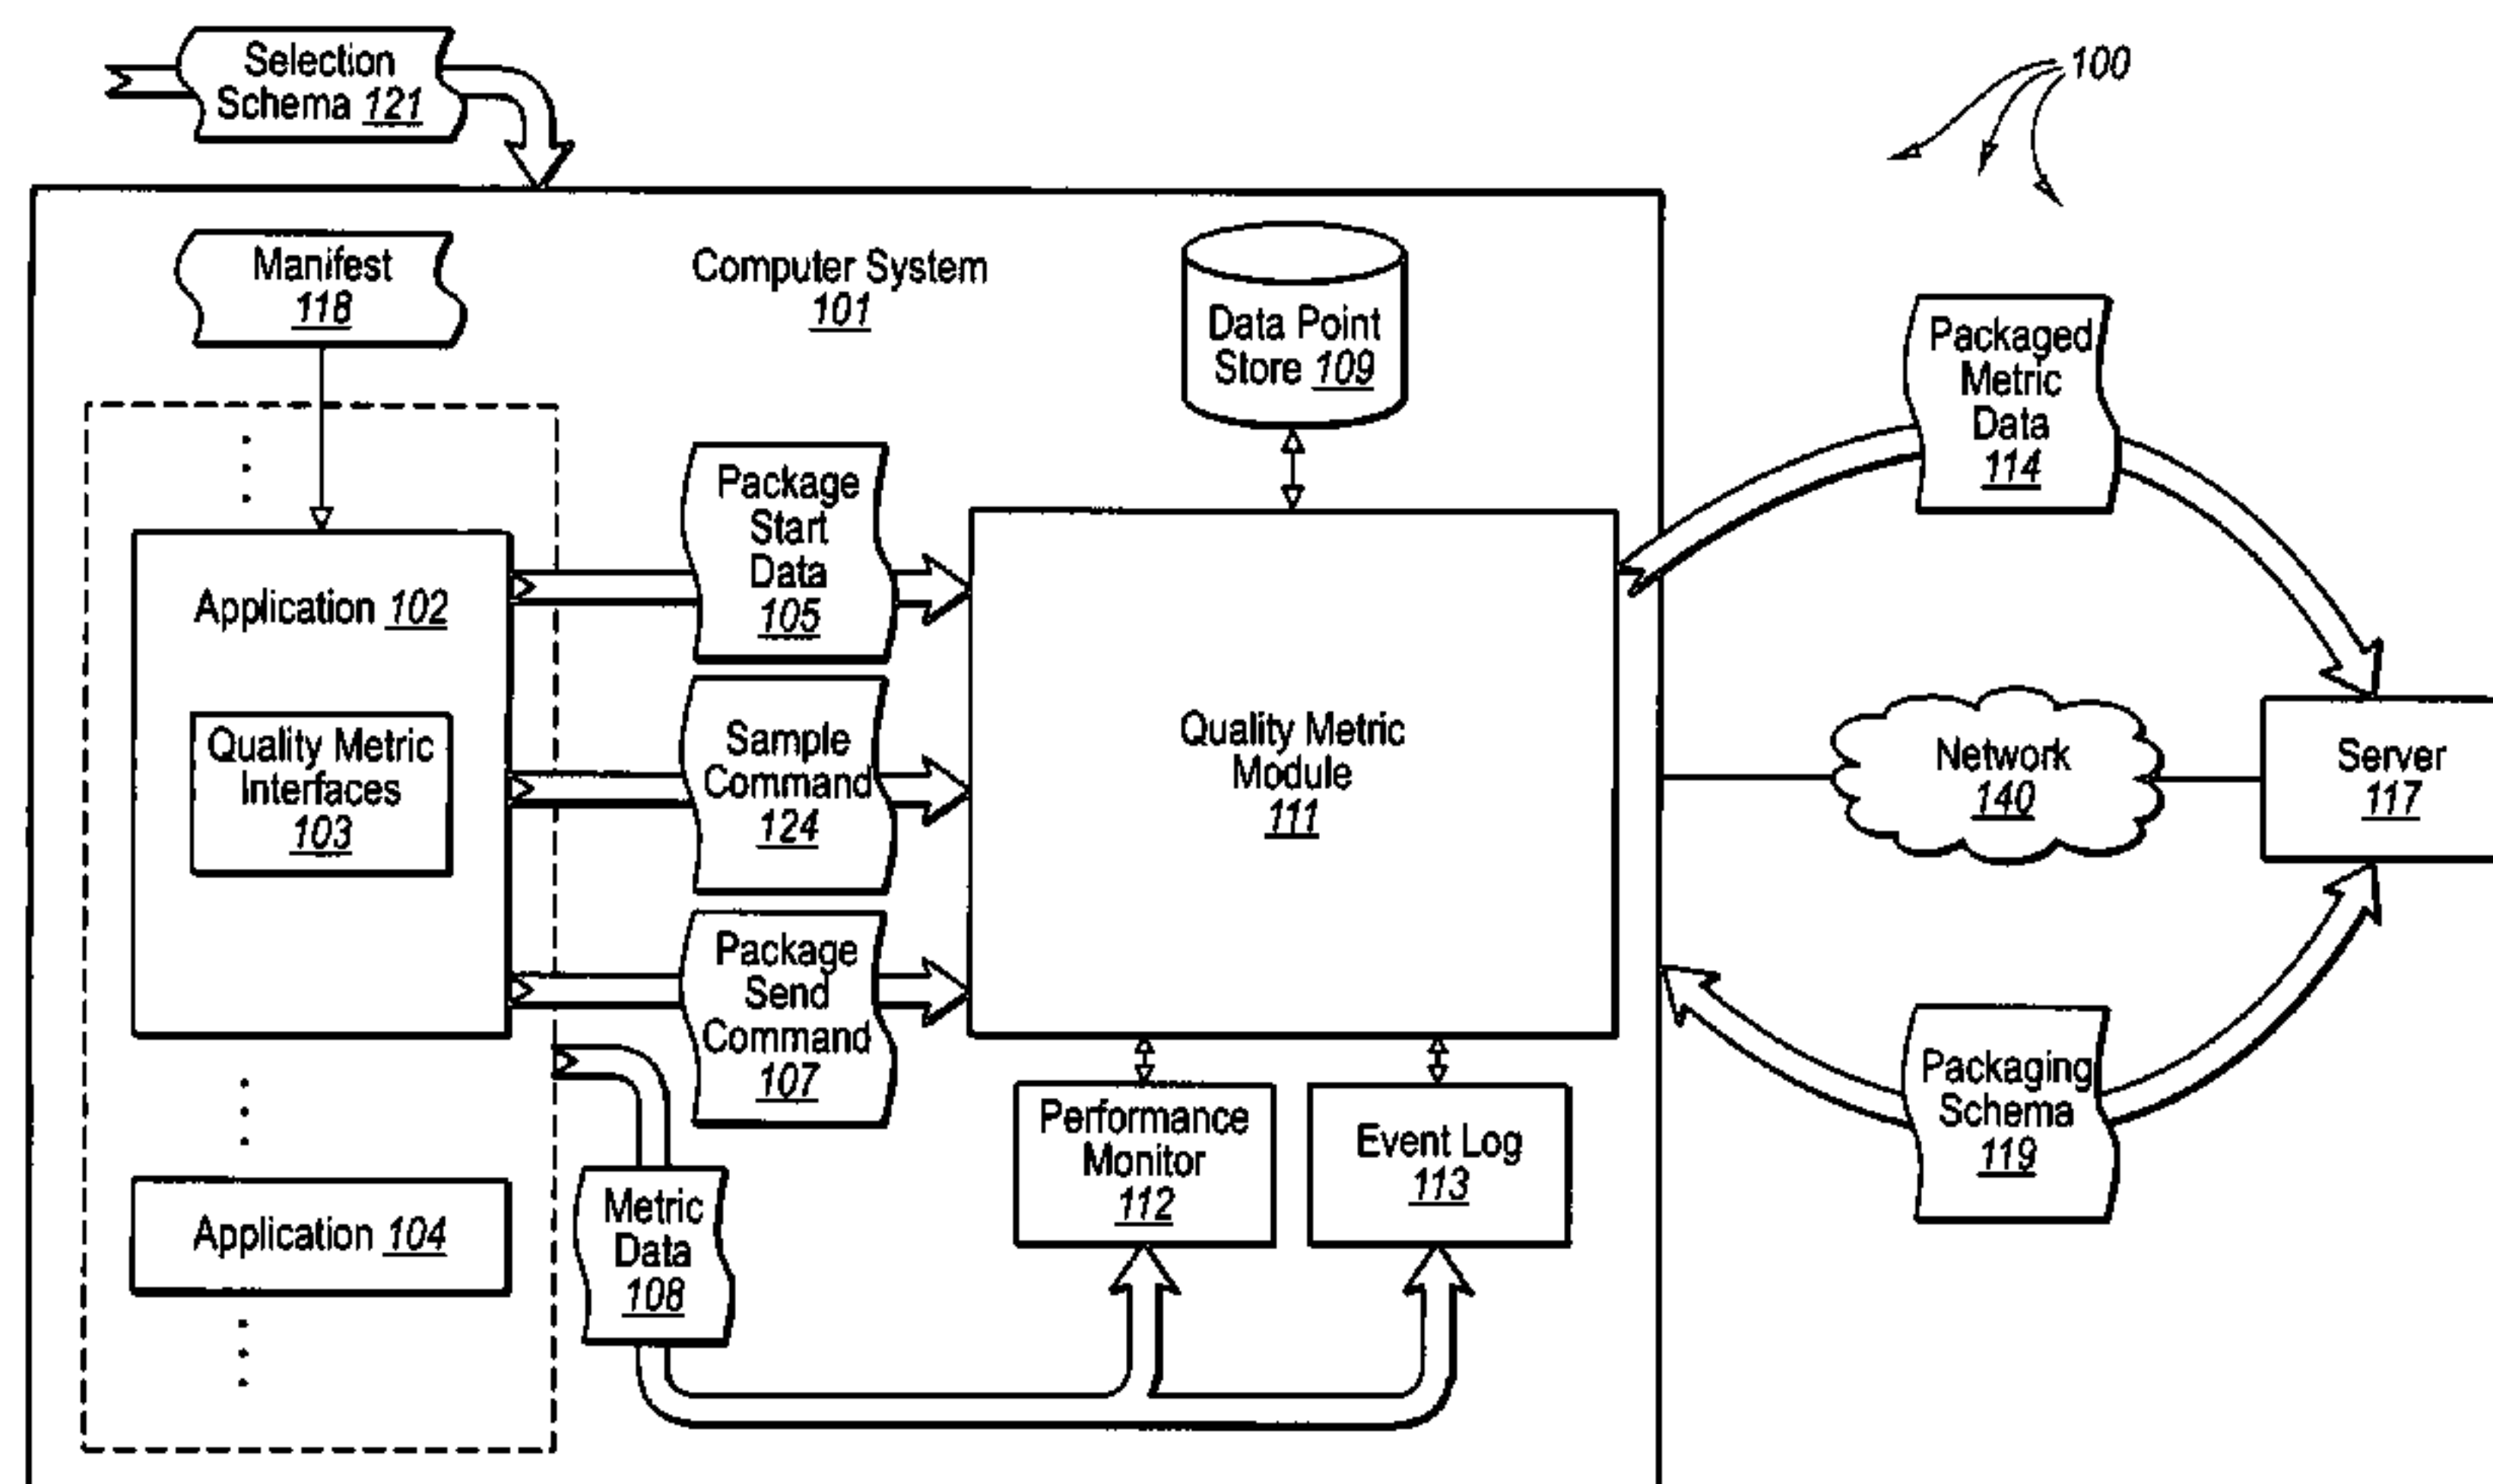 Selection
Schema 121
100
Manifest
118
Computer System
101
Data Point
Store 109
Packaged
Metric
Data
114
Package
Start
Data
105
Application 102
Quality Metric
Interfaces
103
Sample
Command
124
Quality Metric
Module
111
Network
140
Server
117
Package
Send
Command
107
Performance
Monitor
112
Event Log
113
Packaging
Schema
119
Metric
Data
108
Application 104